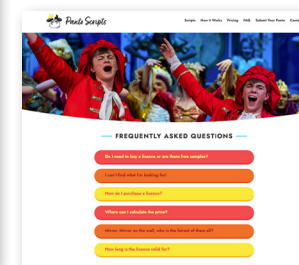 Panto Scripts
Scripts How it Works Pricing FAQ Submit Your Panto
FREQUENTLY ASKED QUESTIONS
Do I need to buy a licence or are there free samples?
I can't find what I'm looking for!
How do I purchase a licence?
Where can I calculate the price?
Mirror, Mirror on the wall, who is the fairest of them all?
How long is the licence valid for?